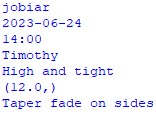 jobiar
2023-06-24
14:00
Timothy
High and tight
(12.0,)
Taper fade on sides